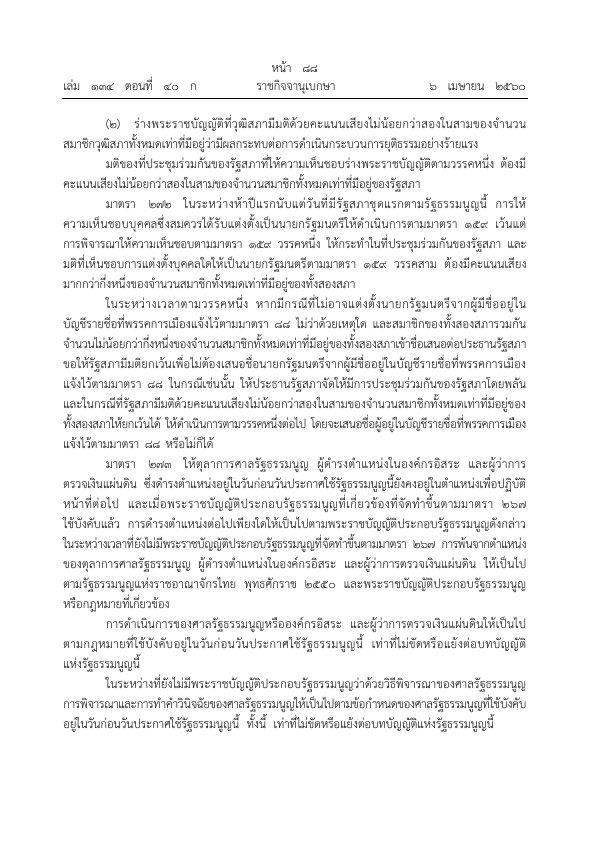 หน้า ๘๘
เล่ม ๑๓๔ ตอนที่ ๔๐ ก ราชกิจจานุเบกษา ๖ เมษายน ๒๕๖๐
(๒) ร่างพระราชบัญญัติที่วุฒิสภามีมติด้วยคะแนนเสียงไม่น้อยกว่าสองในสามของจำนวน
สมาชิกวุฒิสภาทั้งหมดเท่าที่มีอยู่ว่ามีผลกระทบต่อการดำเนินกระบวนการยุติธรรมอย่างร้ายแรง
มติของที่ประชุมร่วมกันของรัฐสภาที่ให้ความเห็นชอบร่างพระราชบัญญัติตามวรรคหนึ่ง ต้องมี
คะแนนเสียงไม่น้อยกว่าสองในสามของจำนวนสมาชิกทั้งหมดเท่าที่มีอยู่ของรัฐสภา
มาตรา ๒๗๒ ในระหว่างห้าปีแรกนับแต่วันที่มีรัฐสภาชุดแรกตามรัฐธรรมนูญนี้ การให้
ความเห็นชอบบุคคลซึ่งสมควรได้รับแต่งตั้งเป็นนายกรัฐมนตรีให้ดำเนินการตามมาตรา ๑๕๙ เว้นแต่
การพิจารณาให้ความเห็นชอบตามมาตรา ๑๕๙ วรรคหนึ่ง ให้กระทำในที่ประชุมร่วมกันของรัฐสภา และ
มติที่เห็นชอบการแต่งตั้งบุคคลใดให้เป็นนายกรัฐมนตรีตามมาตรา ๑๕๙ วรรคสาม ต้องมีคะแนนเสียง
มากกว่ากึ่งหนึ่งของจำนวนสมาชิกทั้งหมดเท่าที่มีอยู่ของทั้งสองสภา
ในระหว่างเวลาตามวรรคหนึ่ง หากมีกรณีที่ไม่อาจแต่งตั้งนายกรัฐมนตรีจากผู้มีชื่ออยู่ใน
บัญชีรายชื่อที่พรรคการเมืองแจ้งไว้ตามมาตรา ๘๘ ไม่ว่าด้วยเหตุใด และสมาชิกของทั้งสองสภารวมกัน
จำนวนไม่น้อยกว่ากึ่งหนึ่งของจำนวนสมาชิกทั้งหมดเท่าที่มีอยู่ของทั้งสองสภาเข้าชื่อเสนอต่อประธานรัฐสภา
ขอให้รัฐสภามีมติยกเว้นเพื่อไม่ต้องเสนอชื่อนายกรัฐมนตรีจากผู้มีชื่ออยู่ในบัญชีรายชื่อที่พรรคการเมือง
แจ้งไว้ตามมาตรา ๘๘ ในกรณีเช่นนั้น ให้ประธานรัฐสภาจัดให้มีการประชุมร่วมกันของรัฐสภาโดยพลัน
และในกรณีที่รัฐสภามีมติด้วยคะแนนเสียงไม่น้อยกว่าสองในสามของจำนวนสมาชิกทั้งหมดเท่าที่มีอยู่ของ
ทั้งสองสภาให้ยกเว้นได้ ให้ดำเนินการตามวรรคหนึ่งต่อไป โดยจะเสนอชื่อผู้อยู่ในบัญชีรายชื่อที่พรรคการเมือง
แจ้งไว้ตามมาตรา ๘๘ หรือไม่ก็ได้
มาตรา ๒๗๓ ให้ตุลาการศาลรัฐธรรมนูญ ผู้ดำรงตำแหน่งในองค์กรอิสระ และผู้ว่าการ
ตรวจเงินแผ่นดิน ซึ่งดำรงตำแหน่งอยู่ในวันก่อนวันประกาศใช้รัฐธรรมนูญนี้ยังคงอยู่ในตำแหน่งเพื่อปฏิบัติ
หน้าที่ต่อไป และเมื่อพระราชบัญญัติประกอบรัฐธรรมนูญที่เกี่ยวข้องที่จัดทำขึ้นตามมาตรา ๒๖๗
ใช้บังคับแล้ว การดำรงตำแหน่งต่อไปเพียงใดให้เป็นไปตามพระราชบัญญัติประกอบรัฐธรรมนูญดังกล่าว
ในระหว่างเวลาที่ยังไม่มีพระราชบัญญัติประกอบรัฐธรรมนูญที่จัดทำขึ้นตามมาตรา ๒๖๗ การพ้นจากตำแหน่ง
ของตุลาการศาลรัฐธรรมนูญ ผู้ดำรงตำแหน่งในองค์กรอิสระ และผู้ว่าการตรวจเงินแผ่นดิน ให้เป็นไป
ตามรัฐธรรมนูญแห่งราชอาณาจักรไทย พุทธศักราช ๒๕๕๐ และพระราชบัญญัติประกอบรัฐธรรมนูญ
หรือกฎหมายที่เกี่ยวข้อง
การดำเนินการของศาลรัฐธรรมนูญหรือองค์กรอิสระ และผู้ว่าการตรวจเงินแผ่นดินให้เป็นไป
ตามกฎหมายที่ใช้บังคับอยู่ในวันก่อนวันประกาศใช้รัฐธรรมนูญนี้ เท่าที่ไม่ขัดหรือแย้งต่อบทบัญญัติ
แห่งรัฐธรรมนูญนี้
ในระหว่างที่ยังไม่มีพระราชบัญญัติประกอบรัฐธรรมนูญว่าด้วยวิธีพิจารณาของศาลรัฐธรรมนูญ
การพิจารณาและการทำคำวินิจฉัยของศาลรัฐธรรมนูญให้เป็นไปตามข้อกำหนดของศาลรัฐธรรมนูญที่ใช้บังคับ
อยู่ในวันก่อนวันประกาศใช้รัฐธรรมนูญนี้ ทั้งนี้ เท่าที่ไม่ขัดหรือแย้งต่อบทบัญญัติแห่งรัฐธรรมนูญนี้